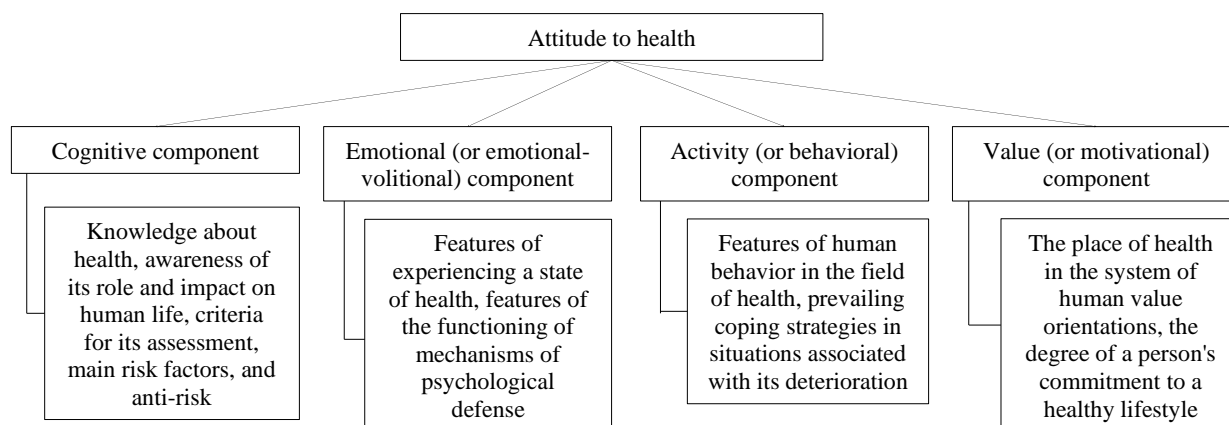 Attitude to health
Cognitive component
Emotional (or emotional-
volitional) component
Activity (or behavioral)
component
Value (or motivational)
component
Knowledge about
health, awareness of
its role and impact on
human life, criteria
for its assessment,
main risk factors, and
anti-risk
Features of
experiencing a state
of health, features of
the functioning of
mechanisms of
psychological
defense
Features of human
behavior in the field
of health, prevailing
coping strategies in
situations associated
with its deterioration
The place of health
in the system of
human value
orientations, the
degree of a person's
commitment to a
healthy lifestyle